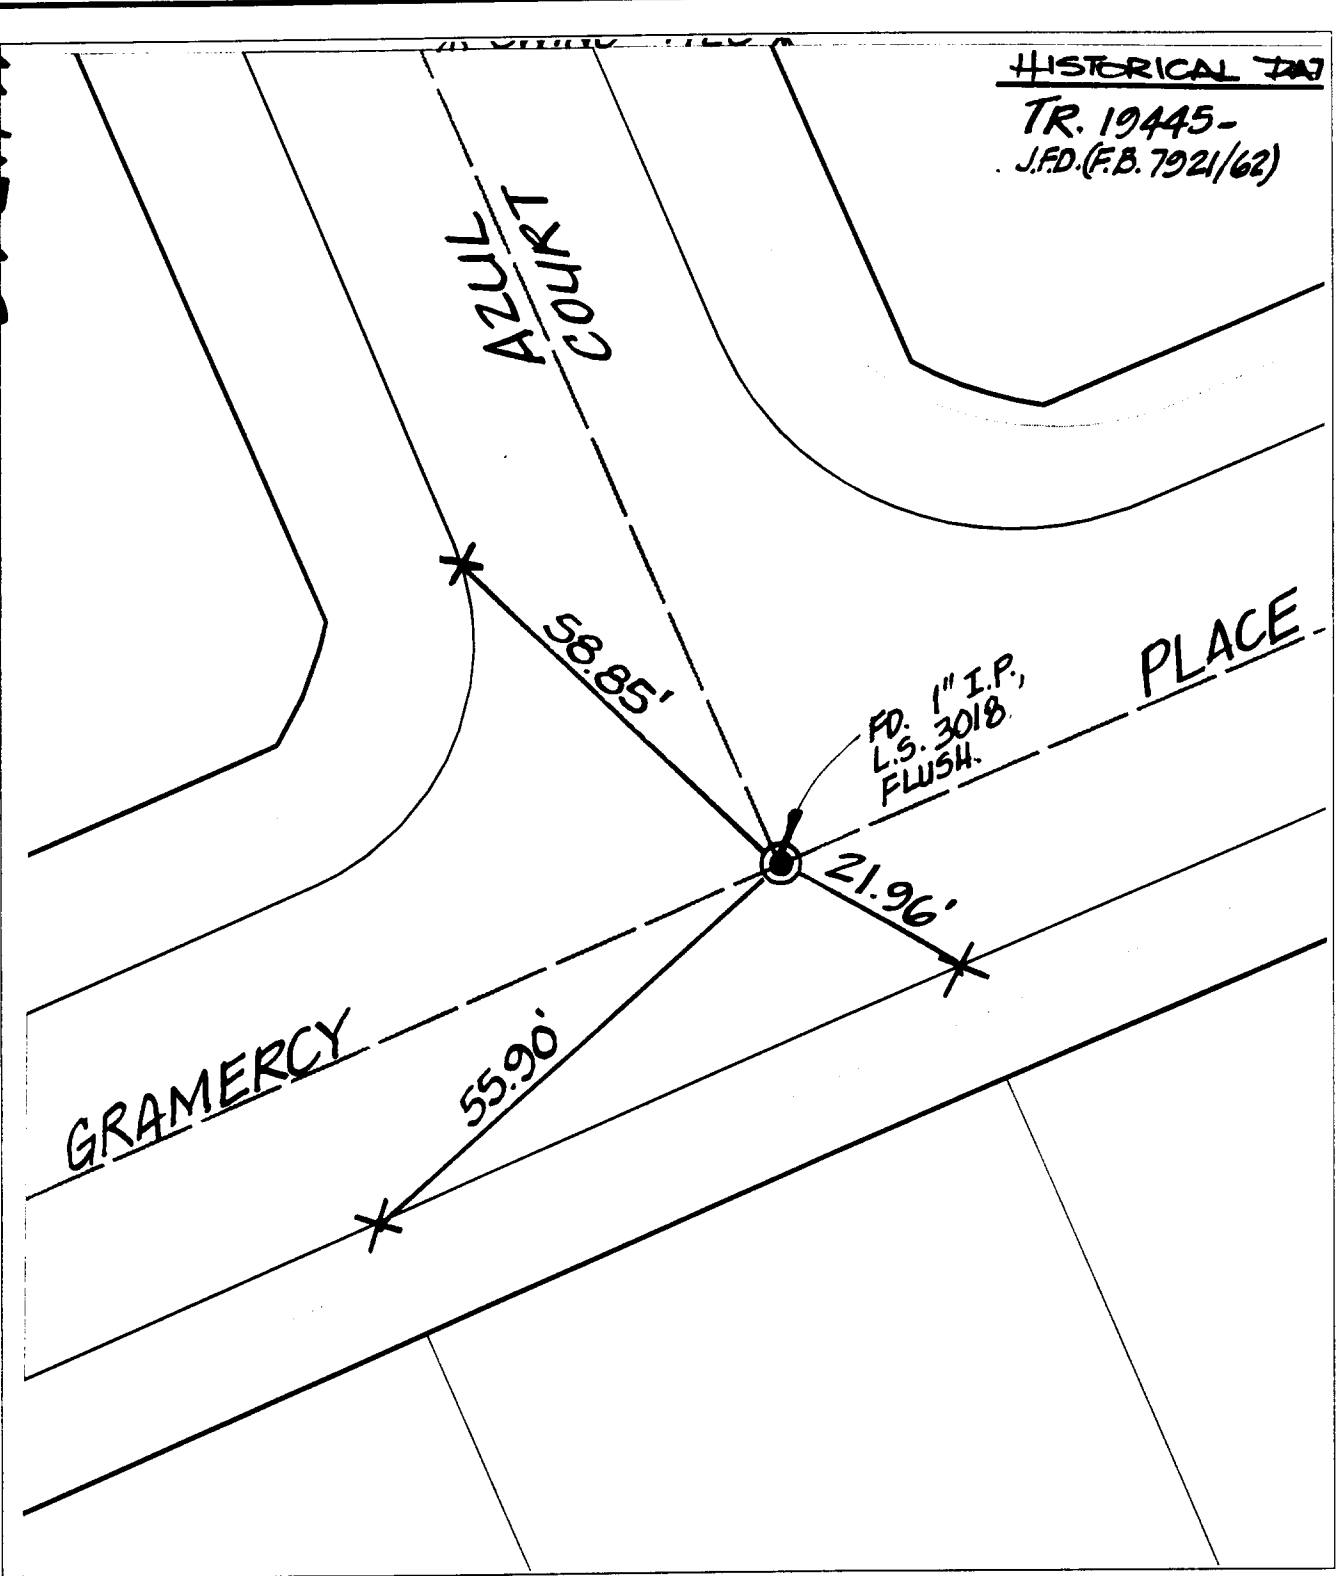 HISTORICAL
TR. 19445-
J.F.D. (F.B. 7921/62)
AZUL
COURT
58.85'
PLACE
FD. 1" I.P.,
L.S. 3018
FLUSH.
21.96'
GRAMERCY
55.90'